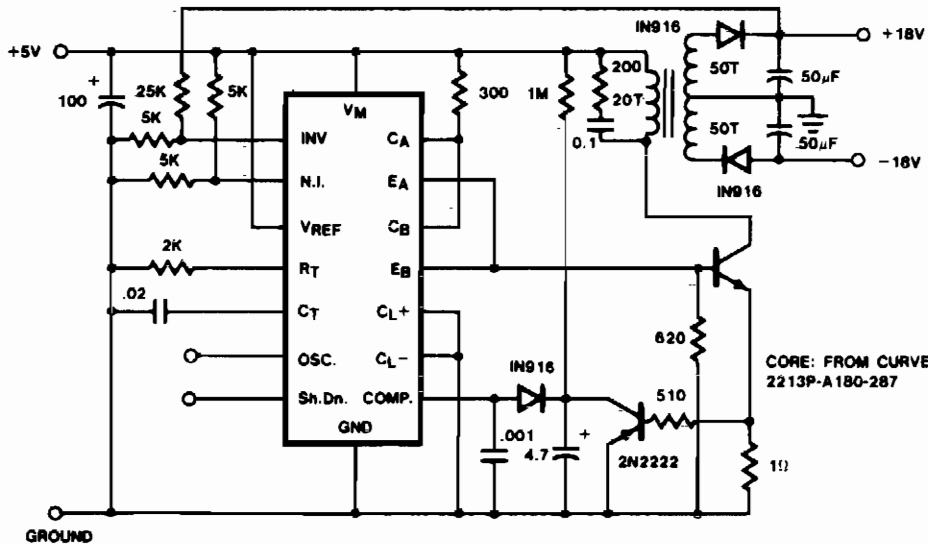 IN916
+5V
+18V
+
100
25K
5K
5K
V_M
300
1M
200
20T
0.1
50T
50T
50µF
50µF
INV
C_A
5K
N.I.
E_A
IN916
-18V
V_REF
C_B
2K
R_T
E_B
.02
C_T
C_L+
620
OSC.
C_L-
IN916
CORE: FROM CURVE
2213P-A180-287
Sh.Dn.
COMP.
510
GND
.001
4.7
+
2N2222
1Ω
GROUND